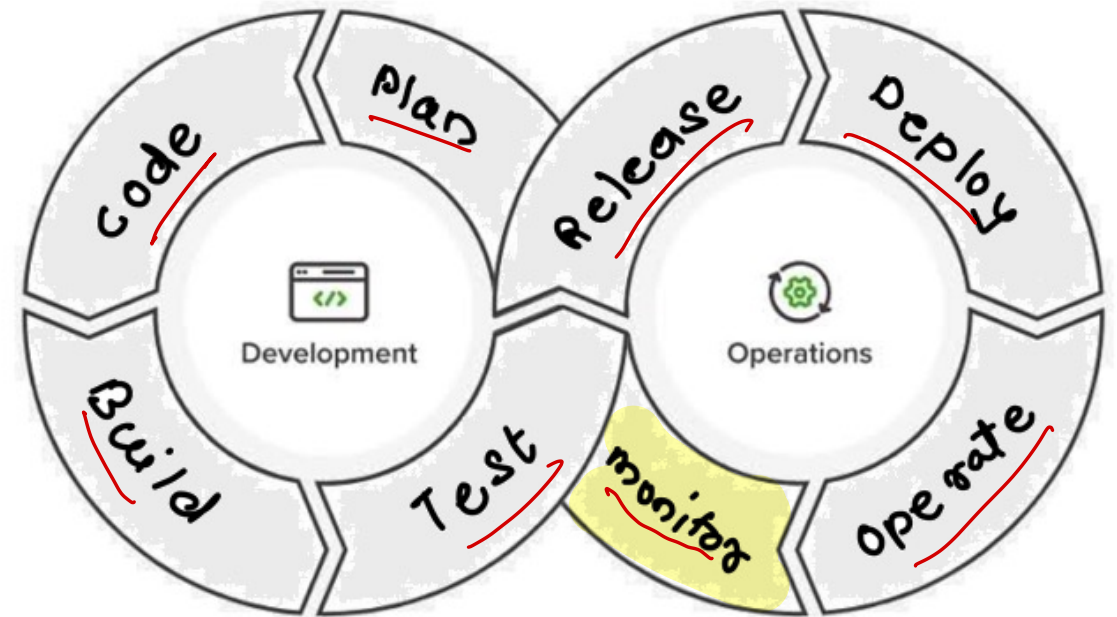 Plan
Code
Build
Test
Release
Deploy
Operate
Monitor
</>
Development
Operations